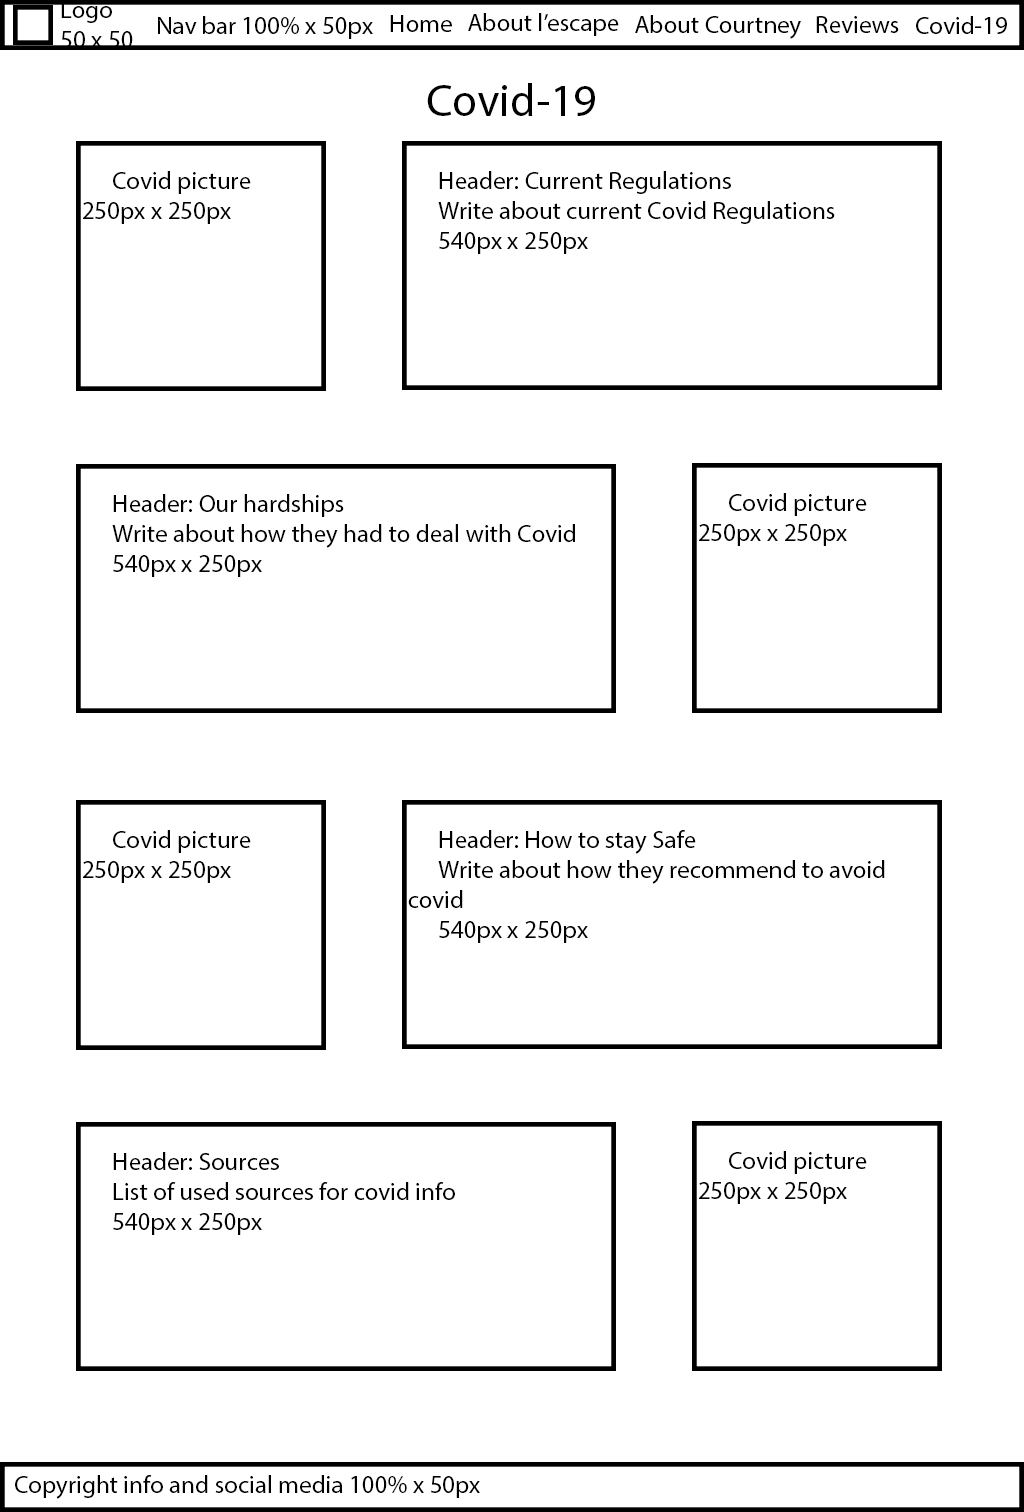 Logo
50 x 50
Nav bar 100% x 50px Home About l'escape About Courtney Reviews Covid-19
Covid-19
Covid picture
250px x 250px
Header: Current Regulations
Write about current Covid Regulations
540px x 250px
Header: Our hardships
Write about how they had to deal with Covid
540px x 250px
Covid picture
250px x 250px
Covid picture
250px x 250px
Header: How to stay Safe
Write about how they recommend to avoid
covid
540px x 250px
Header: Sources
List of used sources for covid info
540px x 250px
Covid picture
250px x 250px
Copyright info and social media 100% x 50px